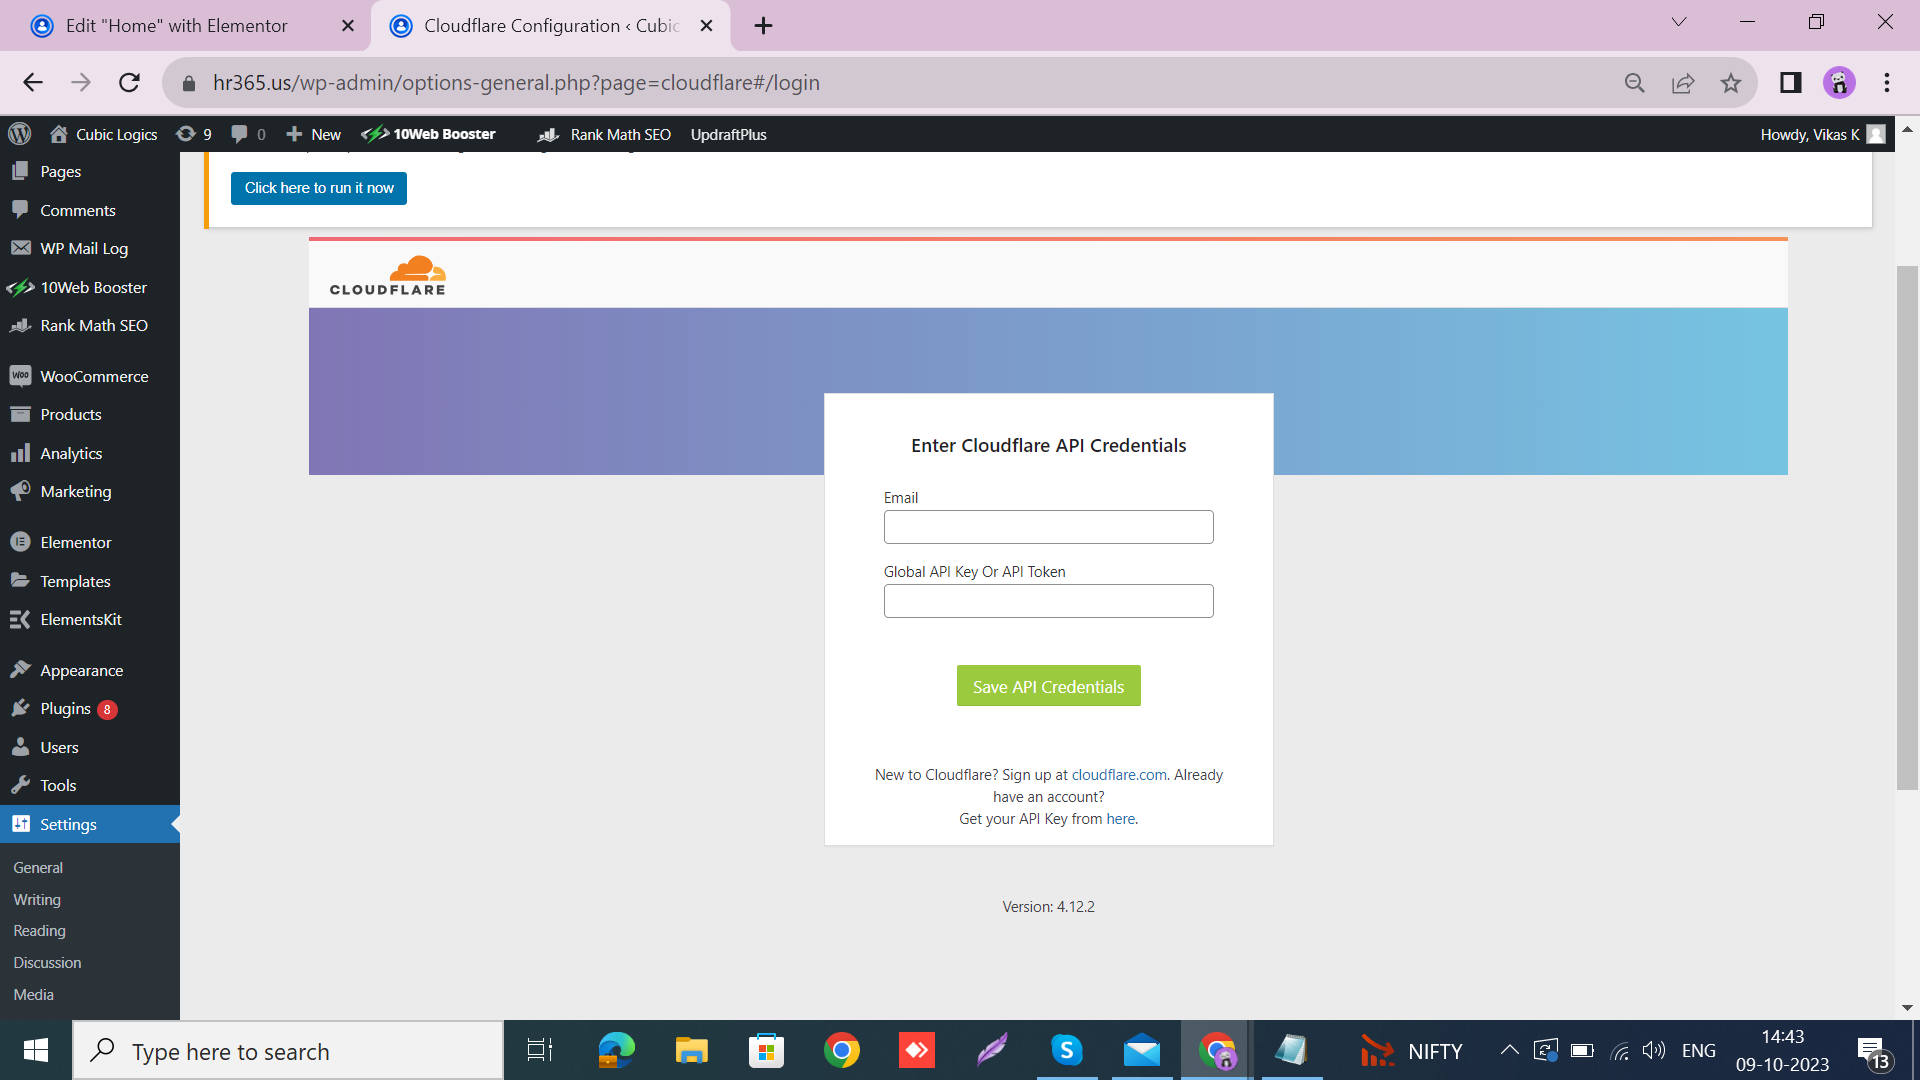 Edit "Home" with Elementor
Cloudflare Configuration ‹ Cubic
hr365.us/wp-admin/options-general.php?page=cloudflare#/login
Cubic Logics 9 0 New 10Web Booster Rank Math SEO UpdraftPlus Howdy, Vikas K
Pages
Comments
WP Mail Log
10Web Booster
Rank Math SEO
WooCommerce
Products
Analytics
Marketing
Elementor
Templates
ElementsKit
Appearance
Plugins 8
Users
Tools
Settings
General
Writing
Reading
Discussion
Media
Click here to run it now
CLOUDFLARE
Enter Cloudflare API Credentials
Email
Global API Key Or API Token
Save API Credentials
New to Cloudflare? Sign up at cloudflare.com. Already
have an account?
Get your API Key from here.
Version: 4.12.2
Type here to search
NIFTY
ENG
14:43
09-10-2023
13